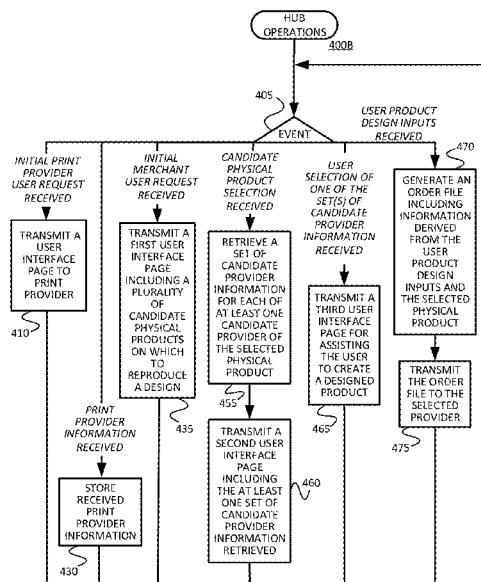 HUB
OPERATIONS
400B
405
EVENT
INITIAL PRINT
PROVIDER
USER REQUEST
RECEIVED
TRANSMIT A
USER
INTERFACE
PAGE TO
PRINT
PROVIDER
410
PRINT
PROVIDER
INFORMATION
RECEIVED
STORE
RECEIVED
PRINT
PROVIDER
INFORMATION
430
INITIAL
MERCHANT
USER REQUEST
RECEIVED
TRANSMIT A
FIRST USER
INTERFACE
PAGE
INCLUDING A
PLURALITY OF
CANDIDATE
PHYSICAL
PRODUCTS
ON WHICH TO
REPRODUCE
A DESIGN
435
CANDIDATE
PHYSICAL
PRODUCT
SELECTION
RECEIVED
RETRIEVE A
SET OF
CANDIDATE
PROVIDER
INFORMATION
FOR EACH OF
AT LEAST ONE
CANDIDATE
PROVIDER OF
THE SELECTED
PHYSICAL
PRODUCT
455
TRANSMIT A
SECOND USER
INTERFACE
PAGE
INCLUDING
THE AT LEAST
ONE SET OF
CANDIDATE
PROVIDER
INFORMATION
RETRIEVED
460
USER
SELECTION OF
ONE OF THE
SET(S) OF
CANDIDATE
PROVIDER
INFORMATION
RECEIVED
TRANSMIT A
THIRD USER
INTERFACE
PAGE FOR
ASSISTING
THE USER
TO CREATE
A DESIGNED
PRODUCT
465
USER PRODUCT
DESIGN INPUTS
RECEIVED
470
GENERATE AN
ORDER FILE
INCLUDING
INFORMATION
DERIVED
FROM THE
USER
PRODUCT
DESIGN
INPUTS AND
THE SELECTED
PHYSICAL
PRODUCT
TRANSMIT
THE ORDER
FILE TO THE
SELECTED
PROVIDER
475